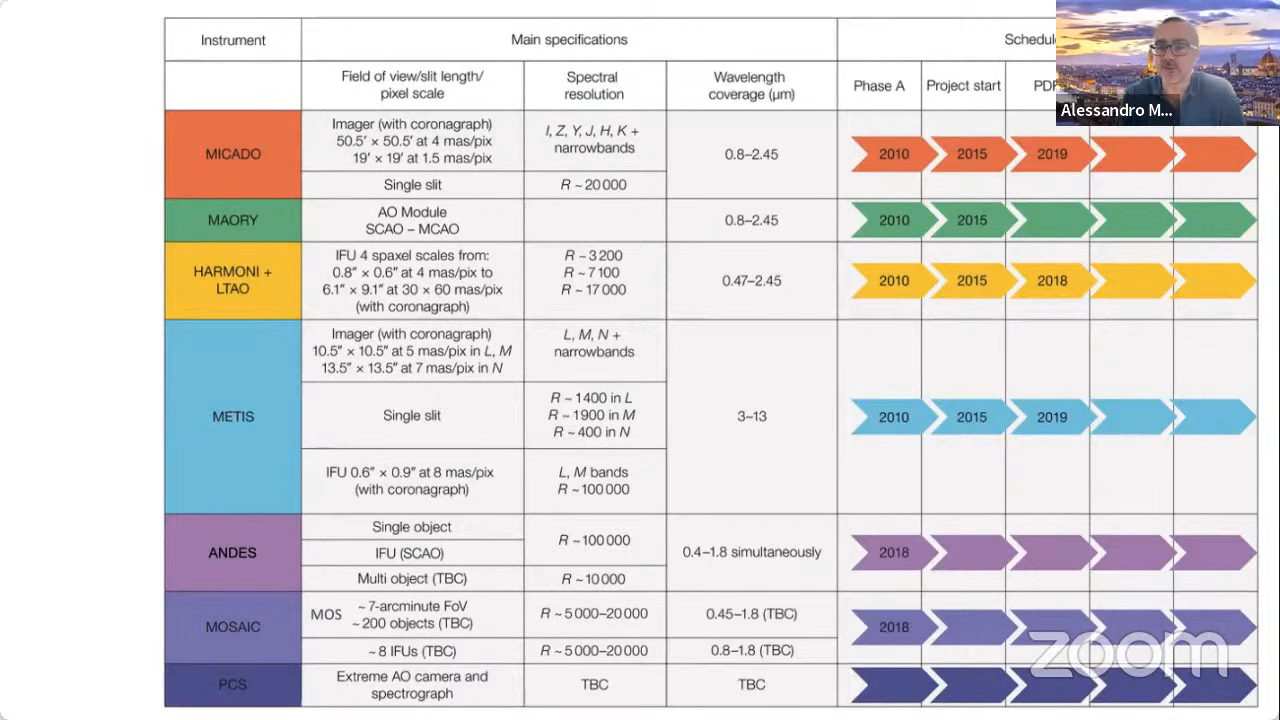 Instrument
Main specifications
Field of view/slit length/
pixel scale
Spectral
resolution
Wavelength
coverage (μm)
Phase A
Project start
Alessandro M...
MICADO
Imager (with coronagraph)
50.5′ × 50.5′ at 4 mas/pix
19′ × 19′ at 1.5 mas/pix
I, Z, Y, J, H, K +
narrowbands
0.8–2.45
2010
2015
2019
Single slit
R ~ 20 000
MAORY
AO Module
SCAO – MCAO
0.8–2.45
2010
2015
HARMONI +
LTAO
IFU 4 spaxel scales from:
0.8″ × 0.6″ at 4 mas/pix to
6.1″ × 9.1″ at 30 × 60 mas/pix
(with coronagraph)
R ~ 3 200
R ~ 7 100
R ~ 17 000
0.47–2.45
2010
2015
2018
METIS
Imager (with coronagraph)
10.5″ × 10.5″ at 5 mas/pix in L, M
13.5″ × 13.5″ at 7 mas/pix in N
L, M, N +
narrowbands
Single slit
R ~ 1400 in L
R ~ 1900 in M
R ~ 400 in N
3–13
2010
2015
2019
IFU 0.6″ × 0.9″ at 8 mas/pix
(with coronagraph)
L, M bands
R ~ 100 000
ANDES
Single object
IFU (SCAO)
R ~ 100 000
0.4–1.8 simultaneously
2018
Multi object (TBC)
R ~ 10 000
MOSAIC
MOS
~ 7-arcminute FoV
~ 200 objects (TBC)
R ~ 5 000–20 000
0.45–1.8 (TBC)
2018
~ 8 IFUs (TBC)
R ~ 5 000–20 000
0.8–1.8 (TBC)
zoom
PCS
Extreme AO camera and
spectrograph
TBC
TBC